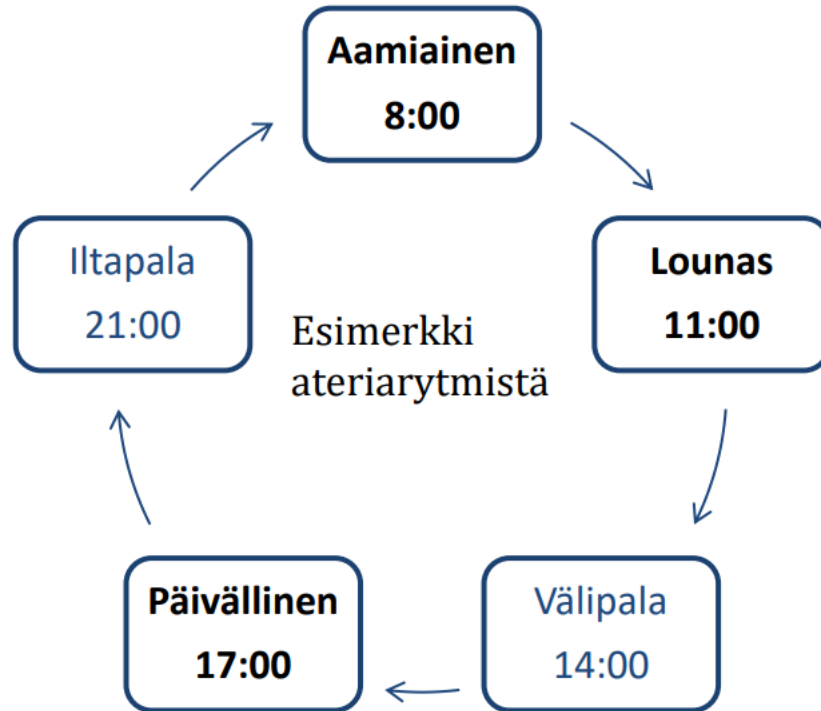 Aamiainen
8:00
Lounas
11:00
Välipala
14:00
Päivällinen
17:00
Iltapala
21:00
Esimerkki
ateriarytmistä